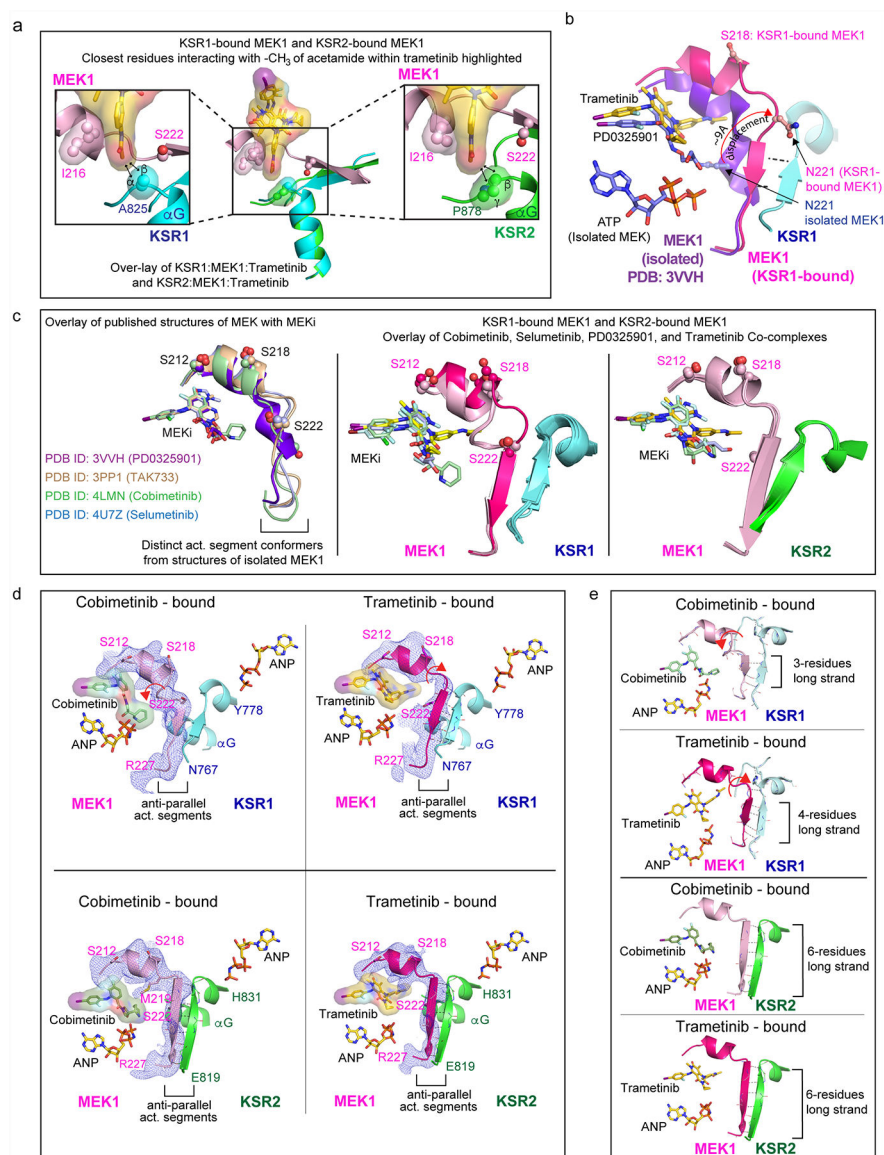 a
KSR1-bound MEK1 and KSR2-bound MEK1
Closest residues interacting with -CH3 of acetamide within trametinib highlighted
MEK1
MEK1
I216
S222
β
α
A825
αG
KSR1
I216
S222
β
γ
P878
αG
KSR2
Over-lay of KSR1:MEK1:Trametinib
and KSR2:MEK1:Trametinib
b
S218: KSR1-bound MEK1
Trametinib
PD0325901
~9A
displacement
N221 (KSR1-
bound MEK1)
N221
isolated MEK1
ATP
(Isolated MEK)
KSR1
MEK1
(isolated)
PDB: 3VVH
MEK1
(KSR1-bound)
c
Overlay of published structures of MEK with MEKi
S212
S218
S222
MEKi
PDB ID: 3VVH (PD0325901)
PDB ID: 3PP1 (TAK733)
PDB ID: 4LMN (Cobimetinib)
PDB ID: 4U7Z (Selumetinib)
Distinct act. segment conformers
from structures of isolated MEK1
KSR1-bound MEK1 and KSR2-bound MEK1
Overlay of Cobimetinib, Selumetinib, PD0325901, and Trametinib Co-complexes
S212
S218
MEKi
S222
MEK1
KSR1
S212
S218
MEKi
S222
MEK1
KSR2
d
Cobimetinib - bound
S212
S218
ANP
Cobimetinib
S222
Y778
ANP
αG
R227
N767
MEK1
KSR1
anti-parallel
act. segments
Trametinib - bound
S212
S218
ANP
Trametinib
S222
Y778
ANP
αG
R227
N767
MEK1
KSR1
anti-parallel
act. segments
Cobimetinib - bound
S212
S218
ANP
M219
H831
Cobimetinib
S222
αG
ANP
R227
E819
MEK1
KSR2
anti-parallel
act. segments
Trametinib - bound
S212
S218
ANP
H831
Trametinib
S222
αG
ANP
R227
E819
MEK1
KSR2
anti-parallel
act. segments
e
Cobimetinib - bound
Cobimetinib
3-residues
long strand
ANP
MEK1
KSR1
Trametinib - bound
Trametinib
4-residues
long strand
ANP
MEK1
KSR1
Cobimetinib - bound
Cobimetinib
6-residues
long strand
ANP
MEK1
KSR2
Trametinib - bound
Trametinib
6-residues
long strand
ANP
MEK1
KSR2